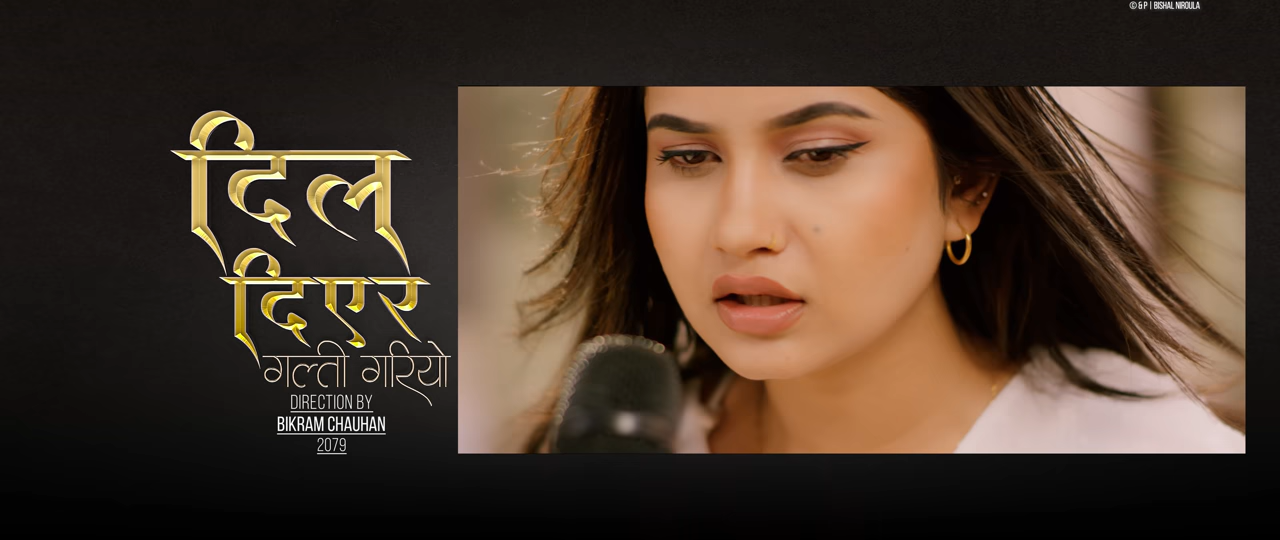 © & P | BISHAL NIROULA
दिल
दिएर
गल्ती गरियो
DIRECTION BY
BIKRAM CHAUHAN
2079